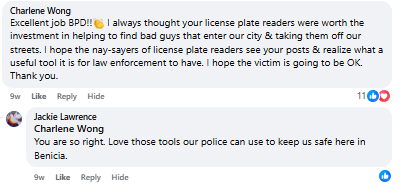 Charlene Wong
Excellent job BPD!!👏 I always thought your license plate readers were worth the
investment in helping to find bad guys that enter our city & taking them off our
streets. I hope the nay-sayers of license plate readers see your posts & realize what a
useful tool it is for law enforcement to have. I hope the victim is going to be OK.
Thank you.
9w Like Reply Hide 11
Jackie Lawrence
Charlene Wong
You are so right. Love those tools our police can use to keep us safe here in
Benicia.
9w Like Reply Hide